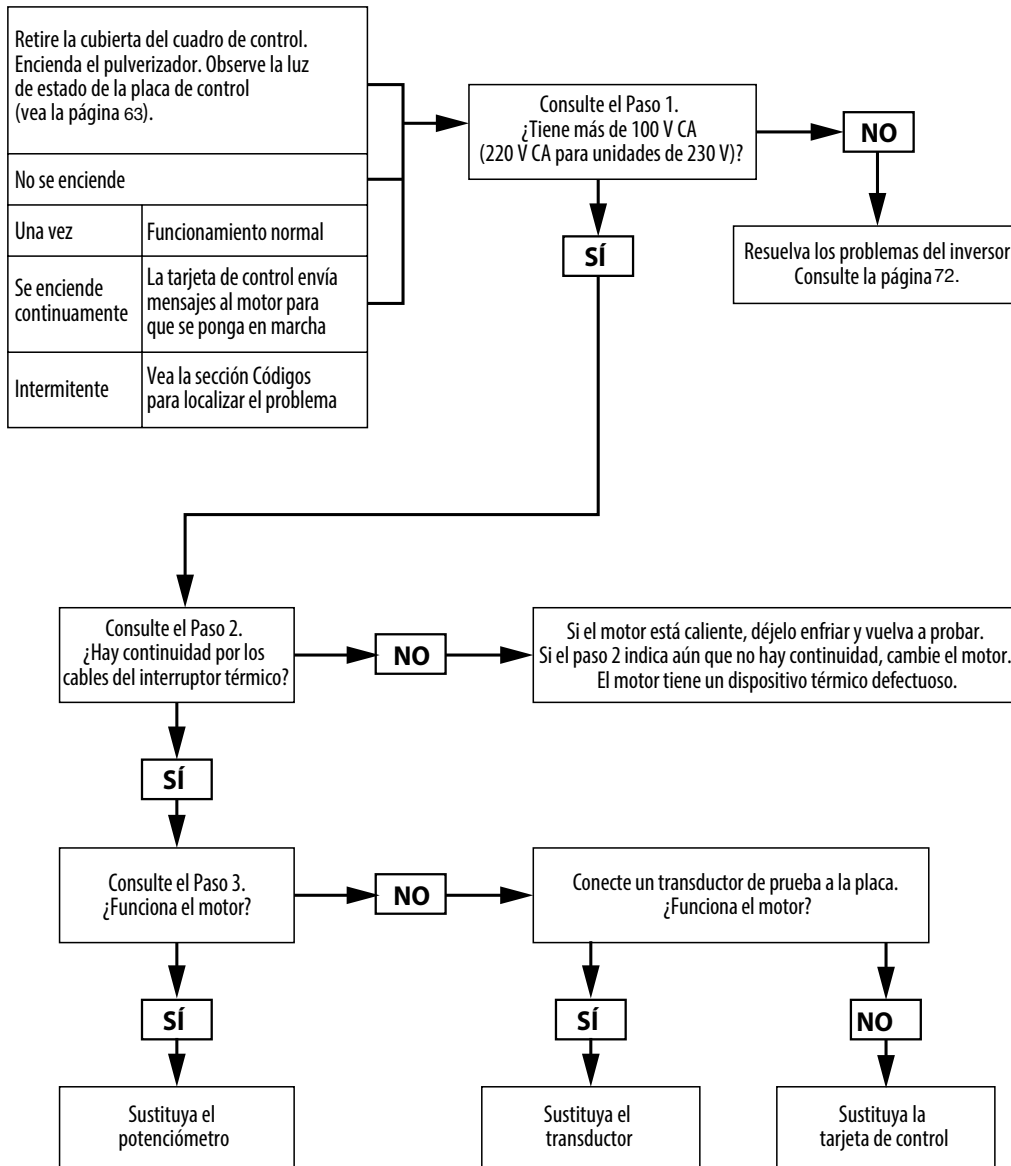 Retire la cubierta del cuadro de control.
Encienda el pulverizador. Observe la luz
de estado de la placa de control
(vea la página 63).
No se enciende
Una vez
Funcionamiento normal
Se enciende
continuamente
La tarjeta de control envía
mensajes al motor para
que se ponga en marcha
Intermitente
Vea la sección Códigos
para localizar el problema
Consulte el Paso 1.
¿Tiene más de 100 V CA
(220 V CA para unidades de 230 V)?
NO
Resuelva los problemas del inversor
Consulte la página 72.
SÍ
Consulte el Paso 2.
¿Hay continuidad por los
cables del interruptor térmico?
NO
Si el motor está caliente, déjelo enfriar y vuelva a probar.
Si el paso 2 indica aún que no hay continuidad, cambie el motor.
El motor tiene un dispositivo térmico defectuoso.
SÍ
Consulte el Paso 3.
¿Funciona el motor?
NO
Conecte un transductor de prueba a la placa.
¿Funciona el motor?
SÍ
SÍ
NO
Sustituya el
potenciómetro
Sustituya el
transductor
Sustituya la
tarjeta de control